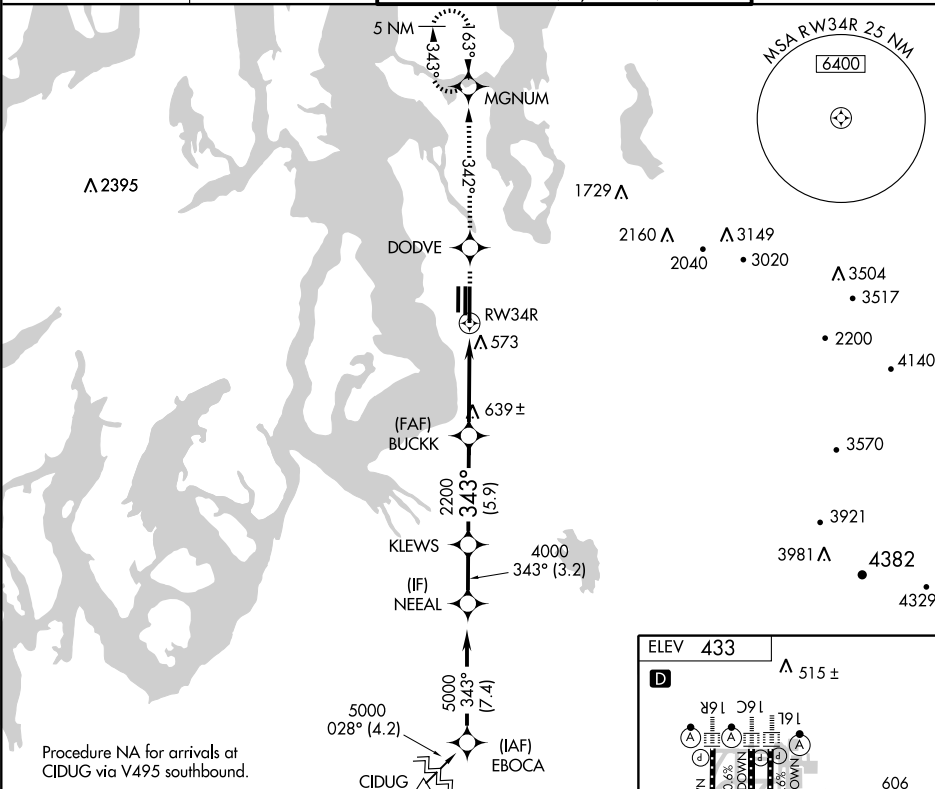 5 NM
163°
343°
MGNUM
MSA RW34R 25 NM
6400
342°
2395
1729
2160
3149
2040
3020
DODVE
3504
3517
RW34R
573
2200
4140
(FAF)
BUCKK
639±
3570
2200
343°
(5.9)
3921
KLEWS
4000
343° (3.2)
3981
4382
(IF)
NEEAL
4329
ELEV 433
D
515±
5000
343°
(7.4)
5000
028° (4.2)
16R
16C
16L
A
A
A
P
P
P
(IAF)
EBOCA
Procedure NA for arrivals at
CIDUG via V495 southbound.
CIDUG
606